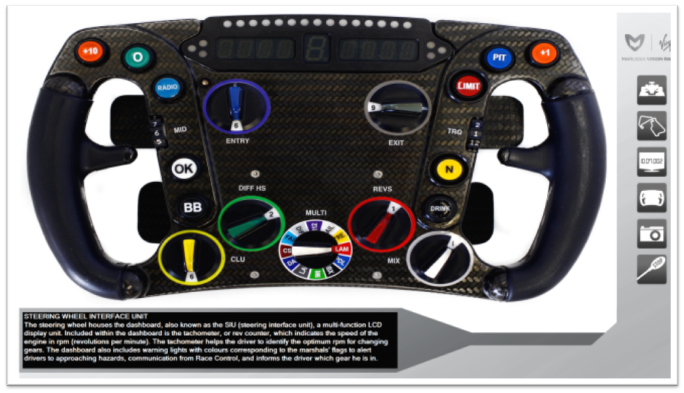 +10
O
PIT
+1
RADIO
LIMIT
MID
TRQ
ENTRY
EXIT
OK
N
BB
DRINK
DIFF HS
REVS
MULTI
CS
LAM
CLU
MIX
STEERING WHEEL INTERFACE UNIT
The steering wheel houses the dashboard, also known as the SIU (steering interface unit), a multi-function LCD
display unit. Included within the dashboard is the tachometer, or rev counter, which indicates the speed of the
engine in rpm (revolutions per minute). The tachometer helps the driver to identify the optimum rpm for changing
gears. The dashboard also includes warning lights with colours corresponding to the marshals' flags to alert
drivers to approaching hazards, communication from Race Control, and informs the driver which gear he is in.